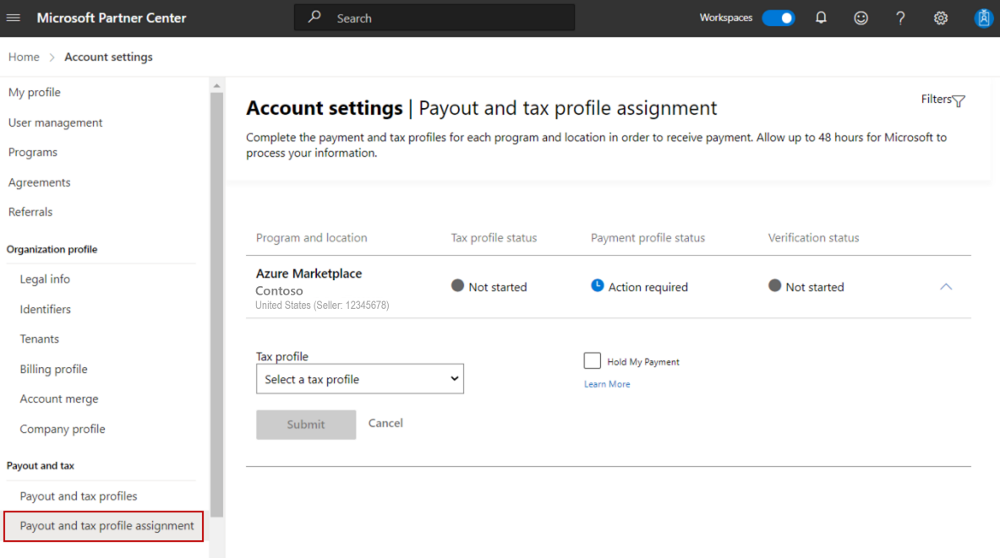 Microsoft Partner Center
Search
Workspaces
Home > Account settings
My profile
User management
Programs
Agreements
Referrals
Organization profile
Legal info
Identifiers
Tenants
Billing profile
Account merge
Company profile
Payout and tax
Payout and tax profiles
Payout and tax profile assignment
Account settings | Payout and tax profile assignment
Filters
Complete the payment and tax profiles for each program and location in order to receive payment. Allow up to 48 hours for Microsoft to
process your information.
Program and location Tax profile status Payment profile status Verification status
Azure Marketplace
Contoso
United States (Seller: 12345678)
Not started
Action required
Not started
Tax profile
Select a tax profile
Hold My Payment
Learn More
Submit
Cancel